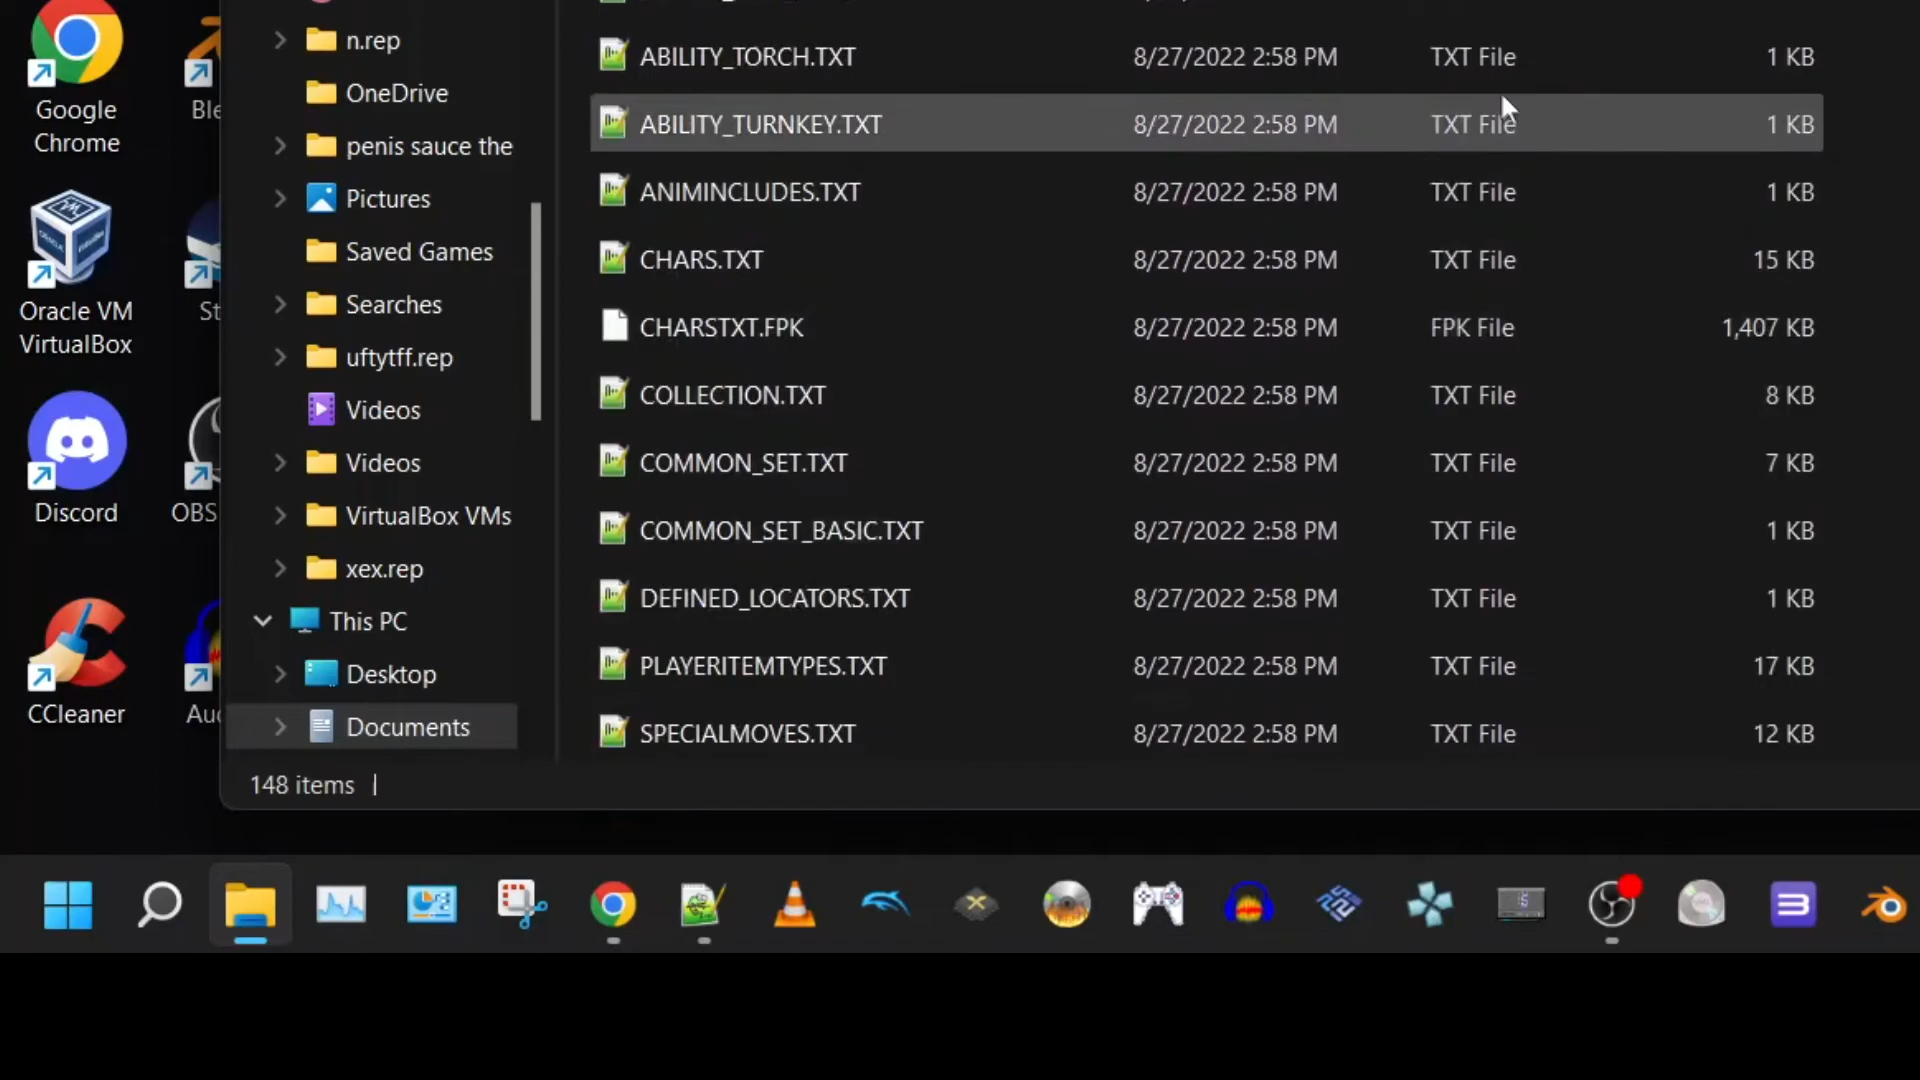 Google
Chrome
Ble
Oracle VM
VirtualBox
St
Discord
OBS
CCleaner
Au
n.rep
OneDrive
penis sauce the
Pictures
Saved Games
Searches
uftytff.rep
Videos
Videos
VirtualBox VMs
xex.rep
This PC
Desktop
Documents
ABILITY_TORCH.TXT 8/27/2022 2:58 PM TXT File 1 KB
ABILITY_TURNKEY.TXT 8/27/2022 2:58 PM TXT File 1 KB
ANIMINCLUDES.TXT 8/27/2022 2:58 PM TXT File 1 KB
CHARS.TXT 8/27/2022 2:58 PM TXT File 15 KB
CHARSTXT.FPK 8/27/2022 2:58 PM FPK File 1,407 KB
COLLECTION.TXT 8/27/2022 2:58 PM TXT File 8 KB
COMMON_SET.TXT 8/27/2022 2:58 PM TXT File 7 KB
COMMON_SET_BASIC.TXT 8/27/2022 2:58 PM TXT File 1 KB
DEFINED_LOCATORS.TXT 8/27/2022 2:58 PM TXT File 1 KB
PLAYERITEMTYPES.TXT 8/27/2022 2:58 PM TXT File 17 KB
SPECIALMOVES.TXT 8/27/2022 2:58 PM TXT File 12 KB
148 items